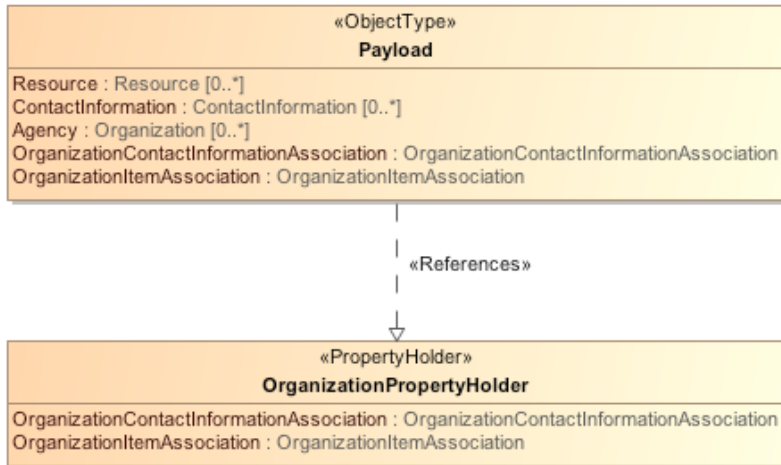 «ObjectType»
Payload
Resource : Resource [0..*]
ContactInformation : ContactInformation [0..*]
Agency : Organization [0..*]
OrganizationContactInformationAssociation : OrganizationContactInformationAssociation
OrganizationItemAssociation : OrganizationItemAssociation
«References»
«PropertyHolder»
OrganizationPropertyHolder
OrganizationContactInformationAssociation : OrganizationContactInformationAssociation
OrganizationItemAssociation : OrganizationItemAssociation